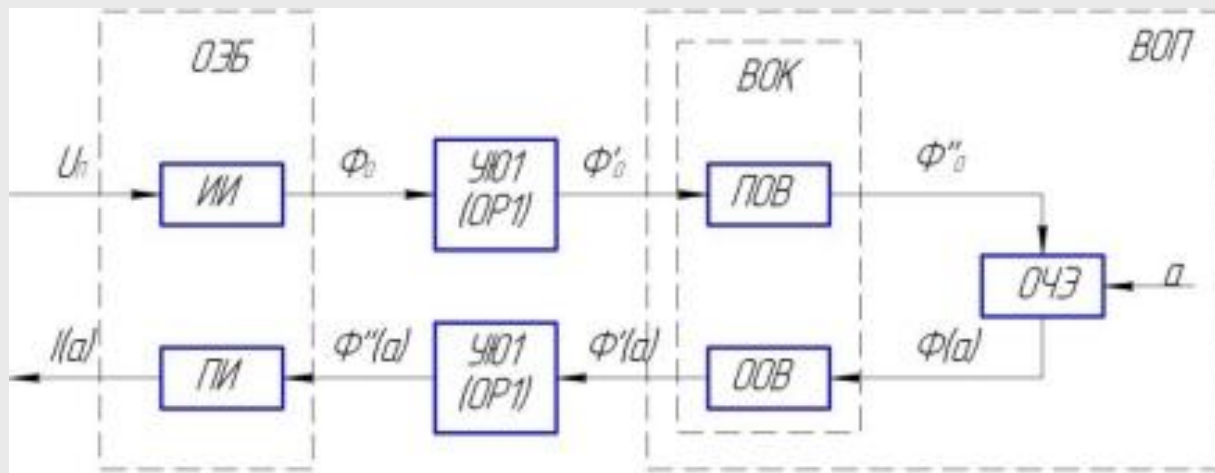 ОЭБ
ВОК
ВОП
Uп
ИИ
Ф₀
УЮ1
(ОР1)
Ф'₀
ПОВ
Ф"₀
ОЧЭ
a
I(a)
ПИ
Ф"(a)
УЮ1
(ОР1)
Ф'(a)
ООВ
Ф(a)